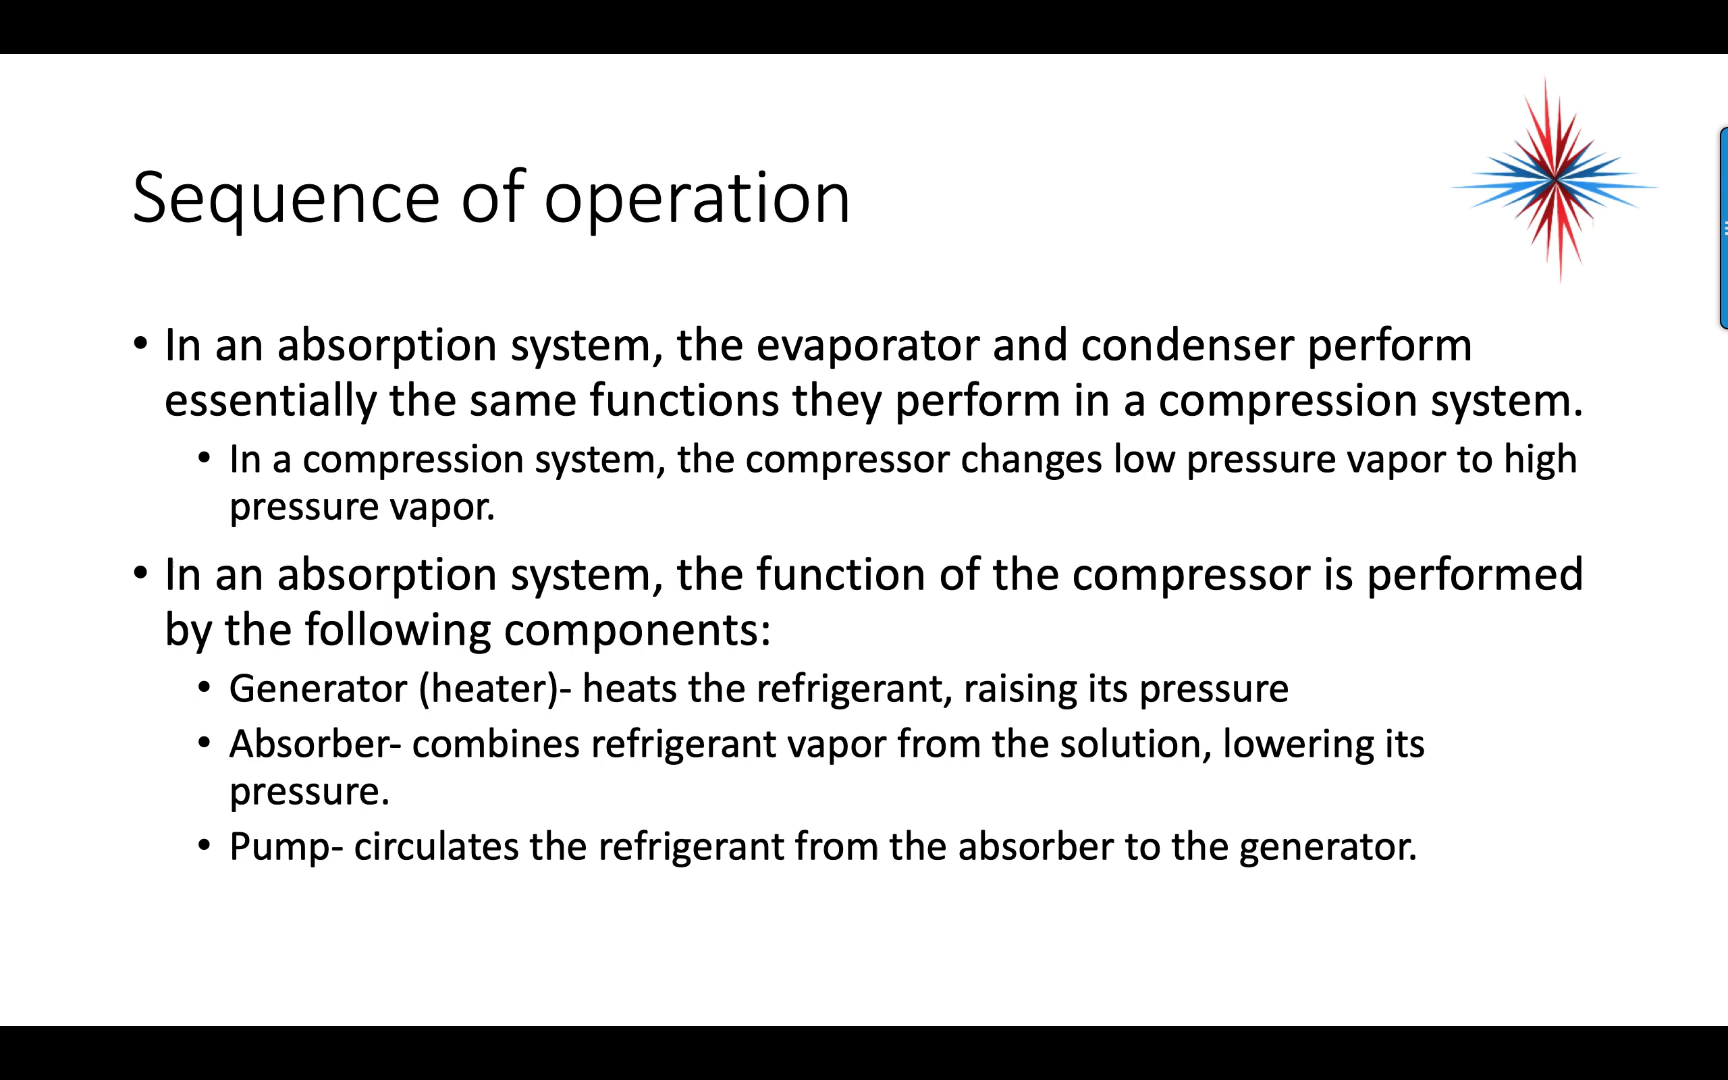 Sequence of operation
• In an absorption system, the evaporator and condenser perform
essentially the same functions they perform in a compression system.
• In a compression system, the compressor changes low pressure vapor to high
pressure vapor.
• In an absorption system, the function of the compressor is performed
by the following components:
• Generator (heater)- heats the refrigerant, raising its pressure
• Absorber- combines refrigerant vapor from the solution, lowering its
pressure.
• Pump- circulates the refrigerant from the absorber to the generator.